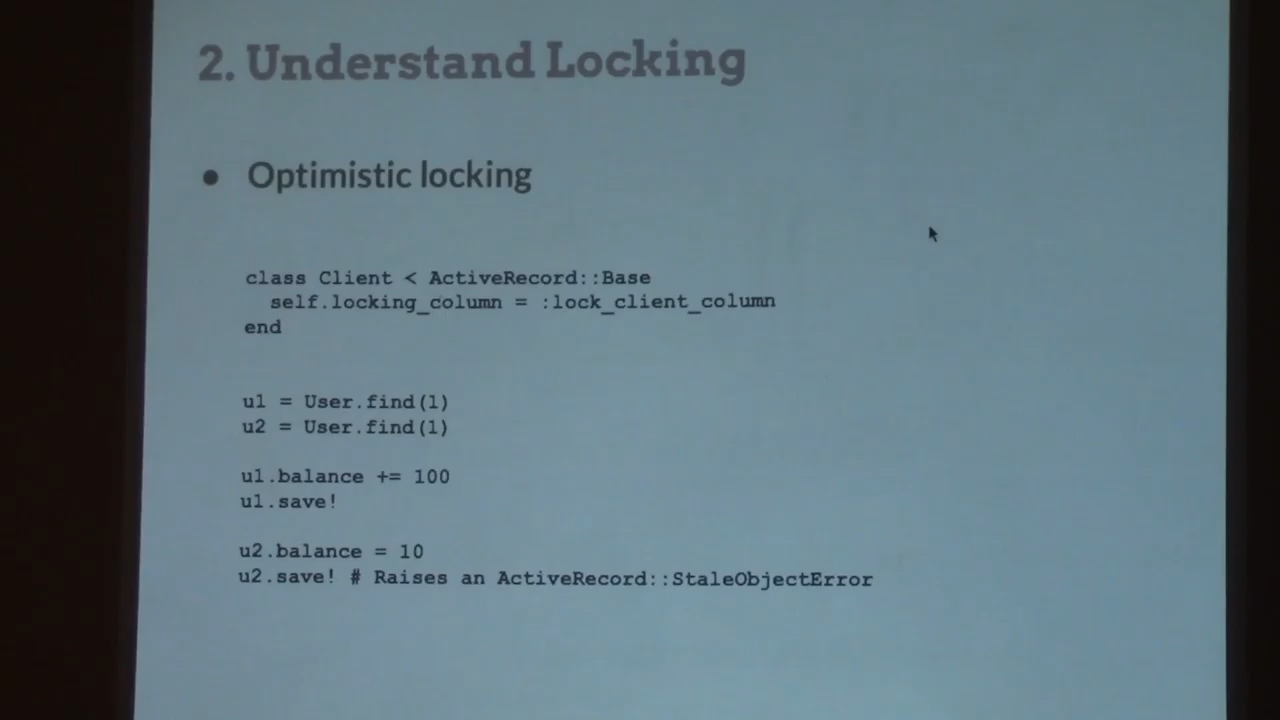 2. Understand Locking
● Optimistic locking
class Client < ActiveRecord::Base
  self.locking_column = :lock_client_column
end
u1 = User.find(1)
u2 = User.find(1)
u1.balance += 100
u1.save!
u2.balance = 10
u2.save! # Raises an ActiveRecord::StaleObjectError